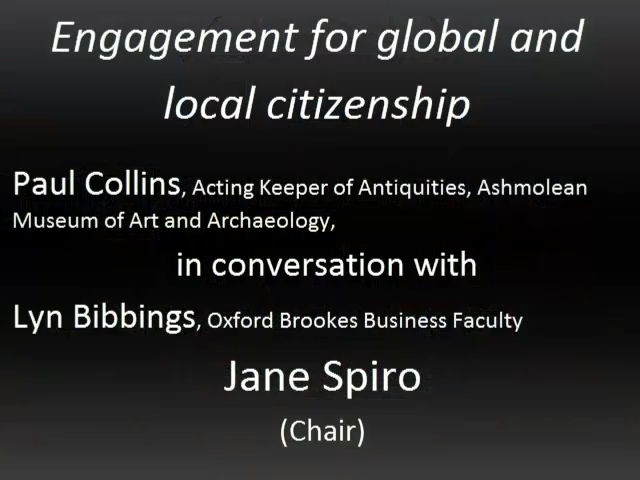 Engagement for global and
local citizenship
Paul Collins, Acting Keeper of Antiquities, Ashmolean
Museum of Art and Archaeology,
in conversation with
Lyn Bibbings, Oxford Brookes Business Faculty
Jane Spiro
(Chair)